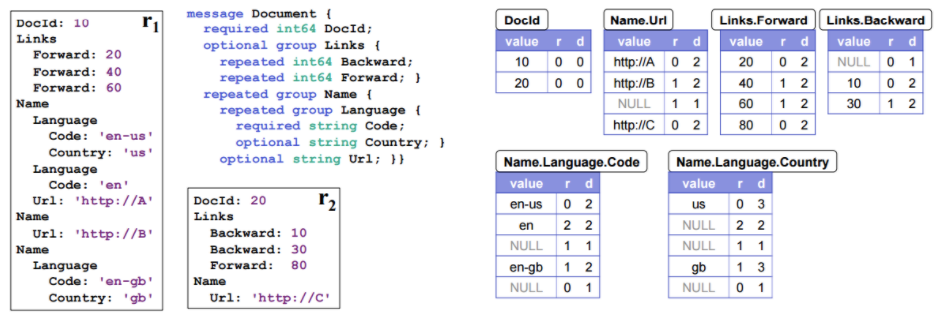 DocId: 10 r1
Links
Forward: 20
Forward: 40
Forward: 60
Name
Language
Code: 'en-us'
Country: 'us'
Language
Code: 'en'
Url: 'http://A'
Name
Url: 'http://B'
Name
Language
Code: 'en-gb'
Country: 'gb'
message Document {
required int64 DocId;
optional group Links {
repeated int64 Backward;
repeated int64 Forward; }
repeated group Name {
repeated group Language {
required string Code;
optional string Country; }
optional string Url; }}
DocId: 20 r2
Links
Backward: 10
Backward: 30
Forward: 80
Name
Url: 'http://C'
DocId
value r d
10 0 0
20 0 0
Name.Url
value r d
http://A 0 2
http://B 1 2
NULL 1 1
http://C 0 2
Links.Forward
value r d
20 0 2
40 1 2
60 1 2
80 0 2
Links.Backward
value r d
NULL 0 1
10 0 2
30 1 2
Name.Language.Code
value r d
en-us 0 2
en 2 2
NULL 1 1
en-gb 1 2
NULL 0 1
Name.Language.Country
value r d
us 0 3
NULL 2 2
NULL 1 1
gb 1 3
NULL 0 1